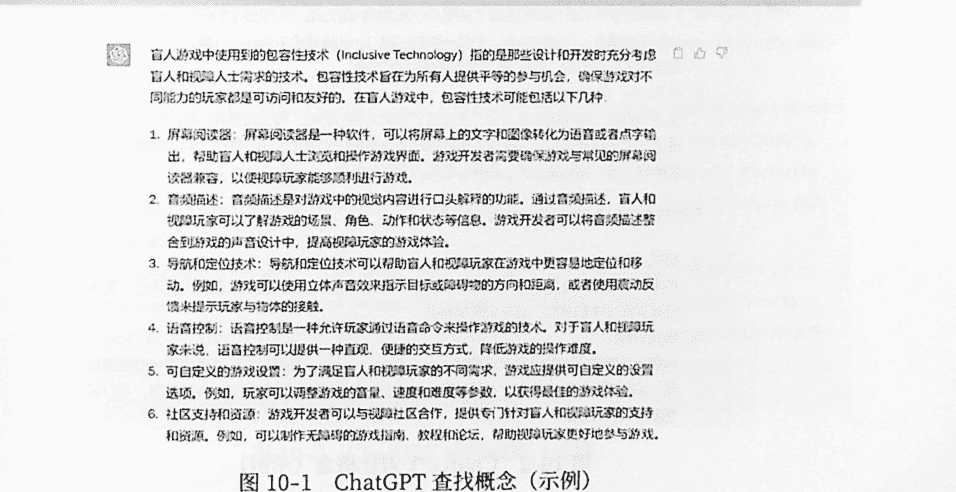 盲人游戏中使用到的包容性技术（Inclusive Technology）指的是那些设计和开发时充分考虑
盲人和视障人士需求的技术。包容性技术旨在为所有人提供平等的参与机会，确保游戏对不
同能力的玩家都是可访问和友好的。在盲人游戏中，包容性技术可能包括以下几种：
1. 屏幕阅读器：屏幕阅读器是一种软件，可以将屏幕上的文字和图像转化为语音或者点字输
出，帮助盲人和视障人士浏览和操作游戏界面。游戏开发者需要确保游戏与常见的屏幕阅
读器兼容，以便视障玩家能够顺利进行游戏。
2. 音频描述：音频描述是对游戏中的视觉内容进行口头解释的功能。通过音频描述，盲人和
视障玩家可以了解游戏的场景、角色、动作和状态等信息。游戏开发者可以将音频描述整
合到游戏的声音设计中，提高视障玩家的游戏体验。
3. 导航和定位技术：导航和定位技术可以帮助盲人和视障玩家在游戏中更容易地定位和移
动。例如，游戏可以使用立体声音效来指示目标或障碍物的方向和距离，或者使用震动反
馈来提示玩家与物体的接触。
4. 语音控制：语音控制是一种允许玩家通过语音命令来操作游戏的技术。对于盲人和视障玩
家来说，语音控制可以提供一种直观、便捷的交互方式，降低游戏的操作难度。
5. 可自定义的游戏设置：为了满足盲人和视障玩家的不同需求，游戏应提供可自定义的设置
选项。例如，玩家可以调整游戏的音量、速度和难度等参数，以获得最佳的游戏体验。
6. 社区支持和资源：游戏开发者可以与视障社区合作，提供专门针对盲人和视障玩家的支持
和资源。例如，可以制作无障碍的游戏指南、教程和论坛，帮助视障玩家更好地参与游戏。
图 10-1 ChatGPT 查找概念（示例）